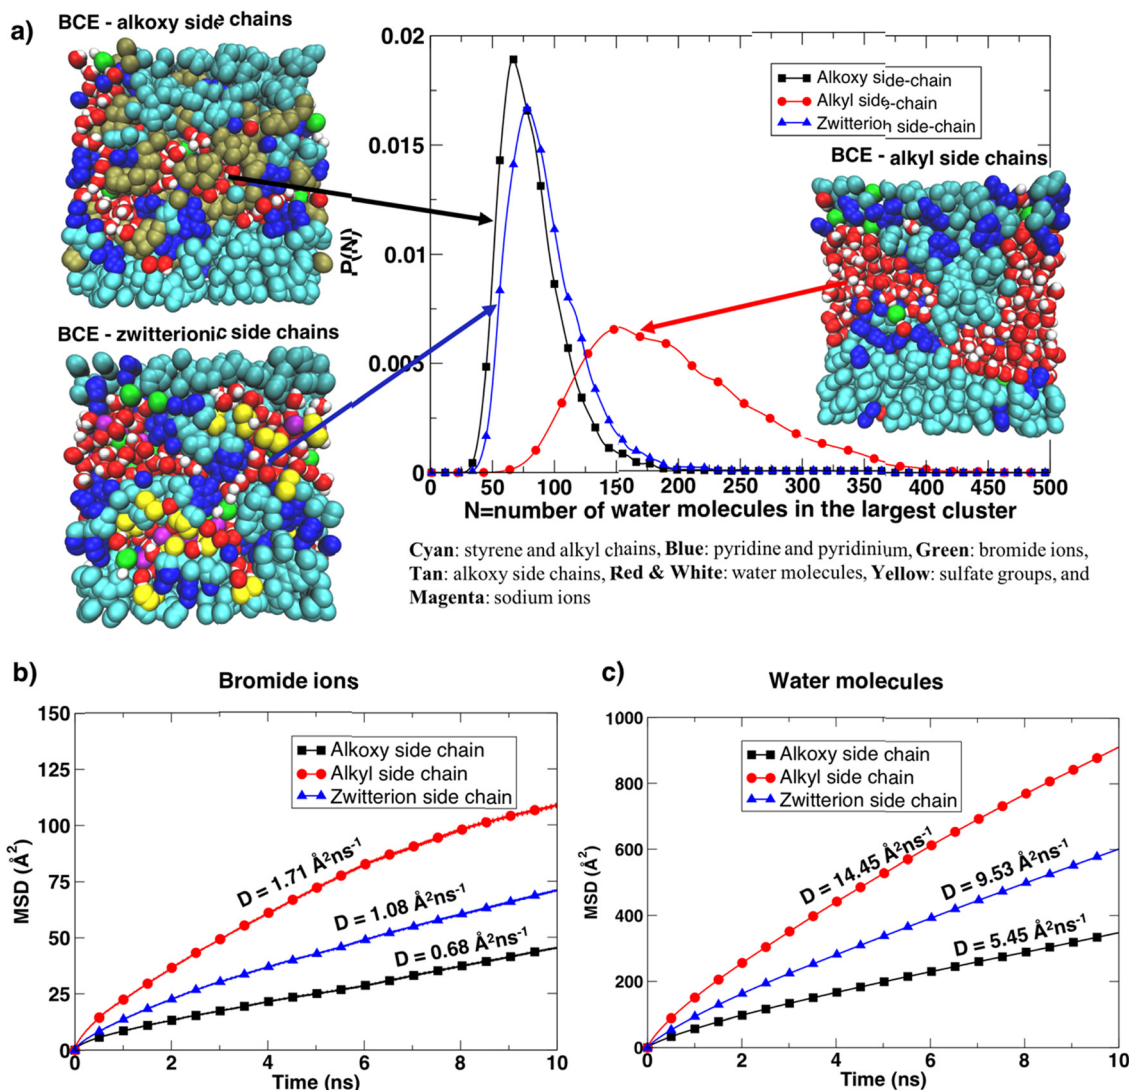 a)
BCE - alkoxy side chains
BCE - zwitterionic side chains
0.02
0.015
0.01
0.005
0
P(N)
Alkoxy side-chain
Alkyl side-chain
Zwitterion side-chain
BCE - alkyl side chains
0 50 100 150 200 250 300 350 400 450 500
N=number of water molecules in the largest cluster
Cyan: styrene and alkyl chains, Blue: pyridine and pyridinium, Green: bromide ions,
Tan: alkoxy side chains, Red & White: water molecules, Yellow: sulfate groups, and
Magenta: sodium ions
b)
Bromide ions
150
125
100
75
50
25
0
MSD (Å²)
Alkoxy side chain
Alkyl side chain
Zwitterion side chain
D = 1.71 Å²ns⁻¹
D = 1.08 Å²ns⁻¹
D = 0.68 Å²ns⁻¹
0 2 4 6 8 10
Time (ns)
c)
Water molecules
1000
800
600
400
200
0
MSD (Å²)
Alkoxy side chain
Alkyl side chain
Zwitterion side chain
D = 14.45 Å²ns⁻¹
D = 9.53 Å²ns⁻¹
D = 5.45 Å²ns⁻¹
0 2 4 6 8 10
Time (ns)